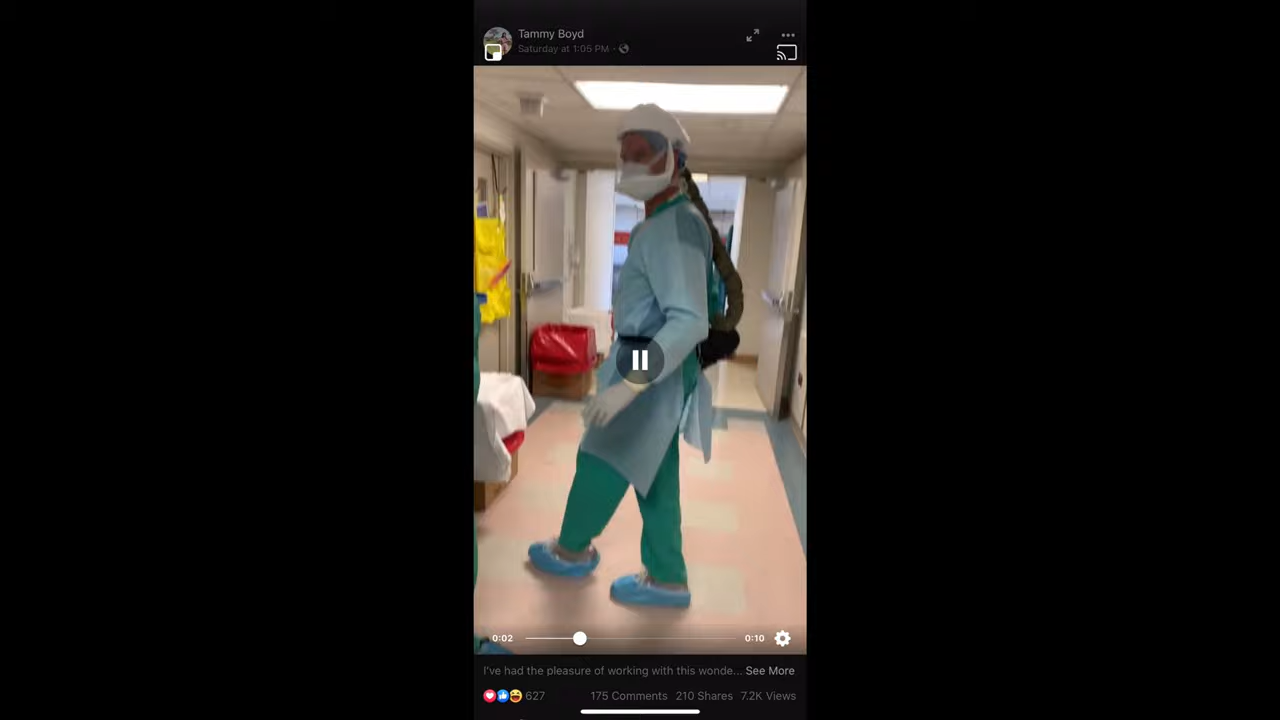 Tammy Boyd
Saturday at 1:05 PM ·
0:02
0:10
I've had the pleasure of working with this wonde... See More
627
175 Comments 210 Shares 7.2K Views